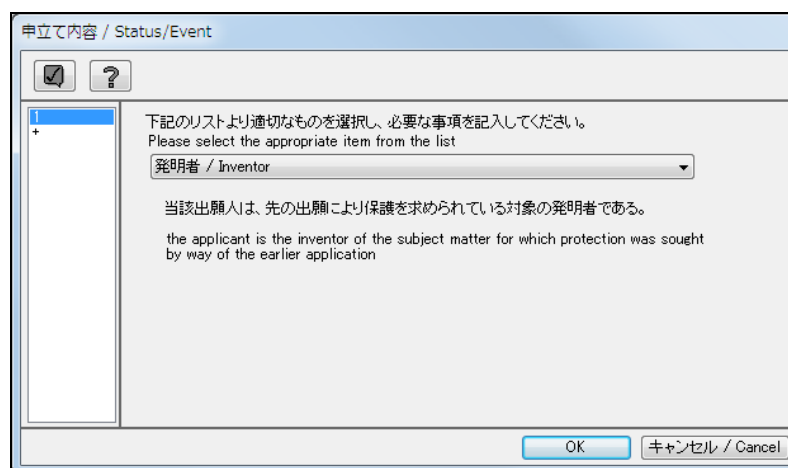 申立て内容 / Status/Event
?
1
+
下記のリストより適切なものを選択し、必要な事項を記入してください。
Please select the appropriate item from the list
発明者 / Inventor
当該出願人は、先の出願により保護を求められている対象の発明者である。
the applicant is the inventor of the subject matter for which protection was sought
by way of the earlier application
OK
キャンセル / Cancel